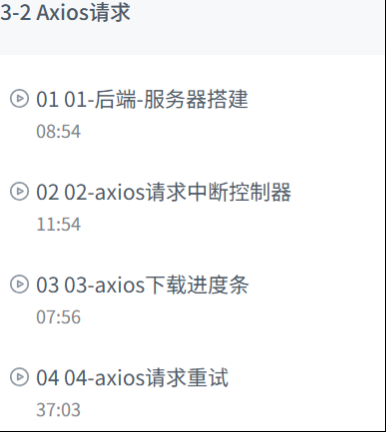 3-2 Axios请求
01 01-后端-服务器搭建
08:54
02 02-axios请求中断控制器
11:54
03 03-axios下载进度条
07:56
04 04-axios请求重试
37:03